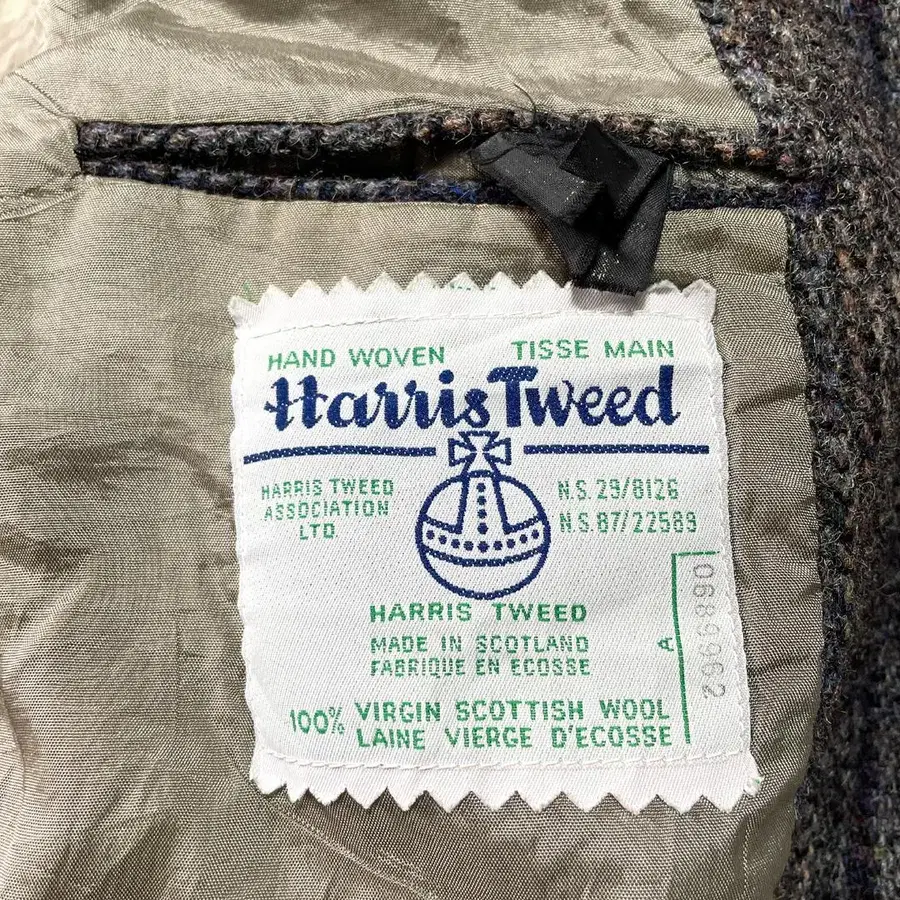 HAND WOVEN TISSE MAIN
Harris Tweed
HARRIS TWEED
ASSOCIATION
LTD.
N.S. 29/8126
N.S. 87/22589
HARRIS TWEED
MADE IN SCOTLAND
FABRIQUE EN ECOSSE
100% VIRGIN SCOTTISH WOOL
LAINE VIERGE D'ECOSSE
A
0689962